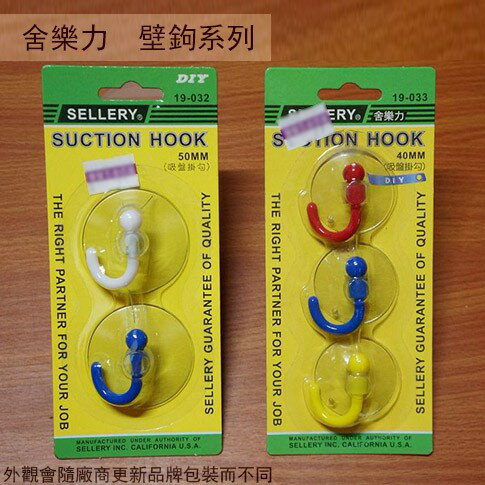 舍樂力　壁鉤系列
DIY
19-032
SELLERY®
SUCTION HOOK
50MM
(吸盤掛勾)
THE RIGHT PARTNER FOR YOUR JOB
SELLERY GUARANTEE OF QUALITY
MANUFACTURED UNDER AUTHORITY OF
SELLERY INC. CALIFORNIA U.S.A.
19-033
SELLERY® 舍樂力
SUCTION HOOK
40MM
(吸盤掛勾)
DIY
THE RIGHT PARTNER FOR YOUR JOB
SELLERY GUARANTEE OF QUALITY
MANUFACTURED UNDER AUTHORITY OF
SELLERY INC. CALIFORNIA U.S.A.
外觀會隨廠商更新品牌包裝而不同